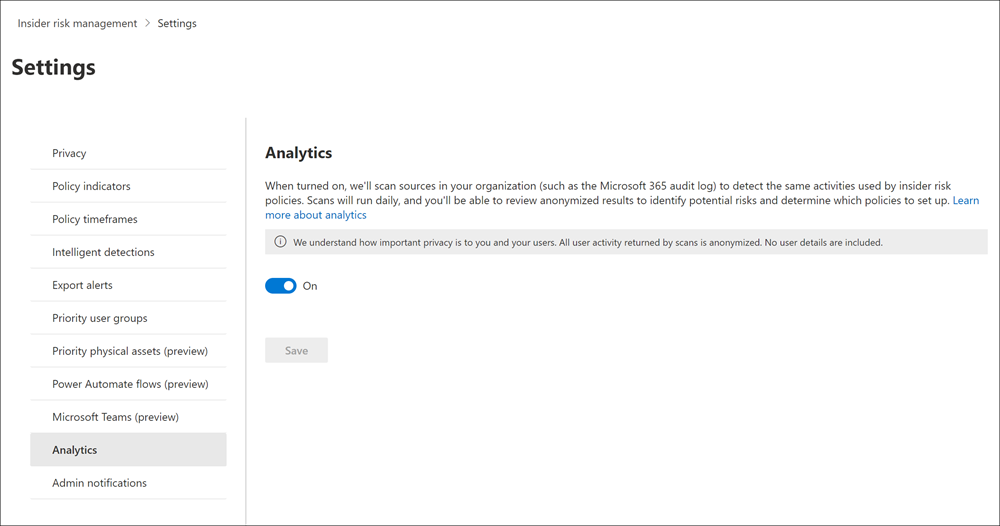 Insider risk management > Settings
Settings
Privacy
Policy indicators
Policy timeframes
Intelligent detections
Export alerts
Priority user groups
Priority physical assets (preview)
Power Automate flows (preview)
Microsoft Teams (preview)
Analytics
Admin notifications
Analytics
When turned on, we'll scan sources in your organization (such as the Microsoft 365 audit log) to detect the same activities used by insider risk
policies. Scans will run daily, and you'll be able to review anonymized results to identify potential risks and determine which policies to set up. Learn
more about analytics
We understand how important privacy is to you and your users. All user activity returned by scans is anonymized. No user details are included.
On
Save